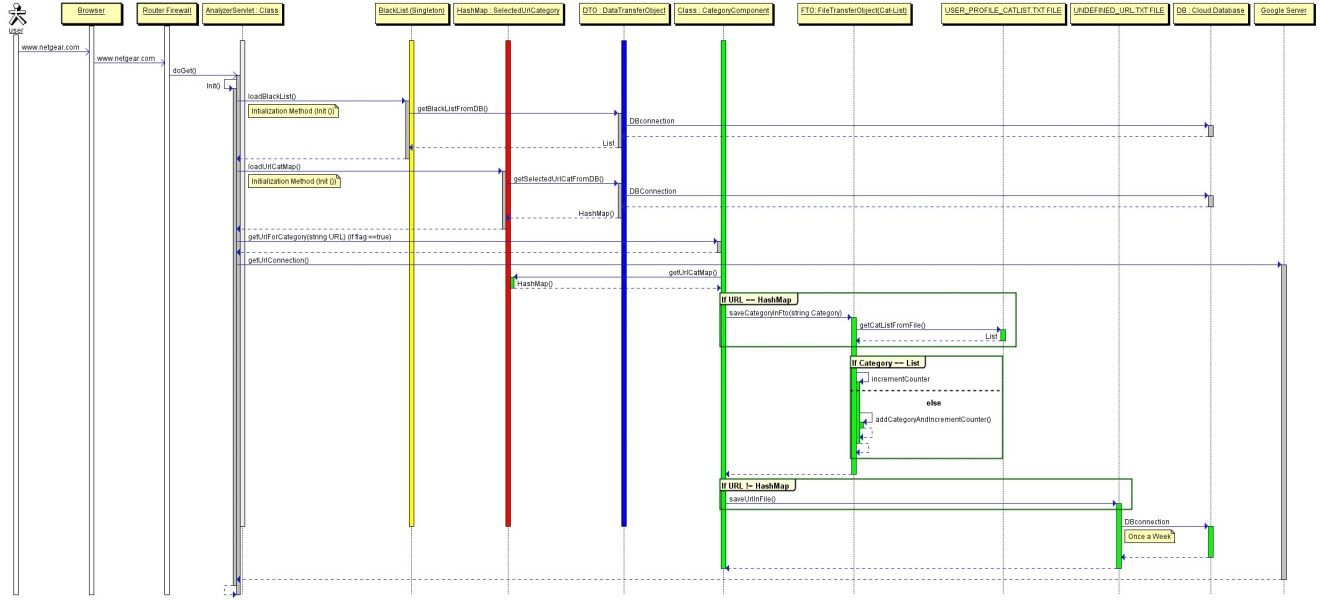 user
Browser
Router Firewall
AnalyzerServlet : Class
BlackList (Singleton)
HashMap : SelectedUrlCategory
DTO : DataTransferObject
Class : CategoryComponent
FTO: FileTransferObject(Cat-List)
USER_PROFILE_CATLIST.TXT FILE
UNDEFINED_URL.TXT FILE
DB : Cloud Database
Google Server
www.netgear.com
www.netgear.com
doGet()
Init()
loadBlackList()
Intialization Method (Init ())
getBlackListFromDB()
DBconnection
List
loadUrlCatMap()
Initialization Method (Init ())
getSelectedUrlCatFromDB()
DBConnection
HashMap()
getUrlForCategory(string URL) (if flag ==true)
getUrlConnection()
getUrlCatMap()
HashMap()
If URL == HashMap
saveCategoryInFto(string Category)
getCatListFromFile()
List
If Category == List
incrementCounter
else
addCategoryAndIncrementCounter()
If URL != HashMap
saveUrlInFile()
DBconnection
Once a Week